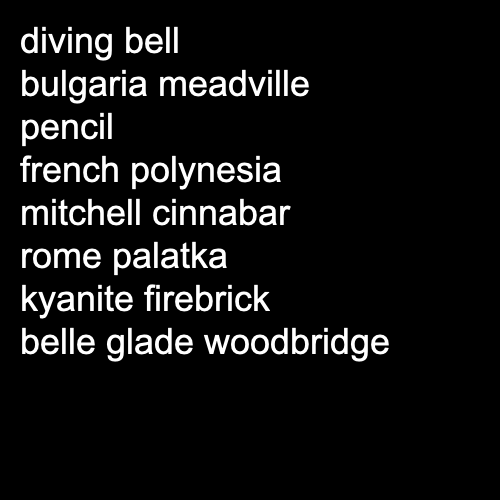 diving bell
bulgaria meadville
pencil
french polynesia
mitchell cinnabar
rome palatka
kyanite firebrick
belle glade woodbridge